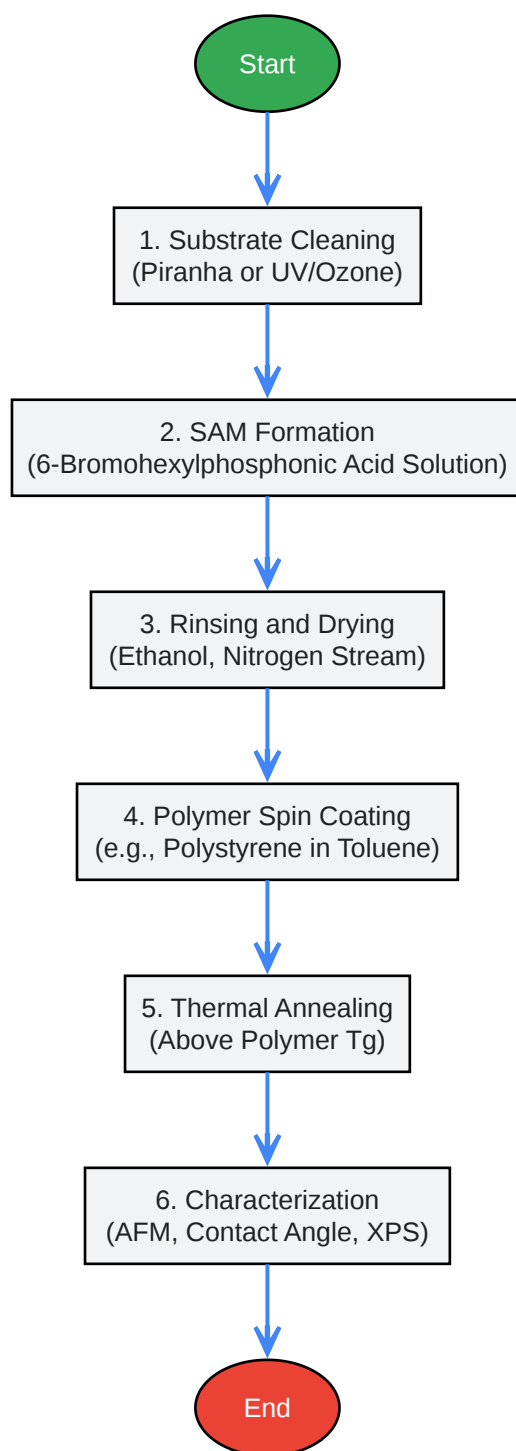 Start
1. Substrate Cleaning
(Piranha or UV/Ozone)
2. SAM Formation
(6-Bromohexylphosphonic Acid Solution)
3. Rinsing and Drying
(Ethanol, Nitrogen Stream)
4. Polymer Spin Coating
(e.g., Polystyrene in Toluene)
5. Thermal Annealing
(Above Polymer Tg)
6. Characterization
(AFM, Contact Angle, XPS)
End